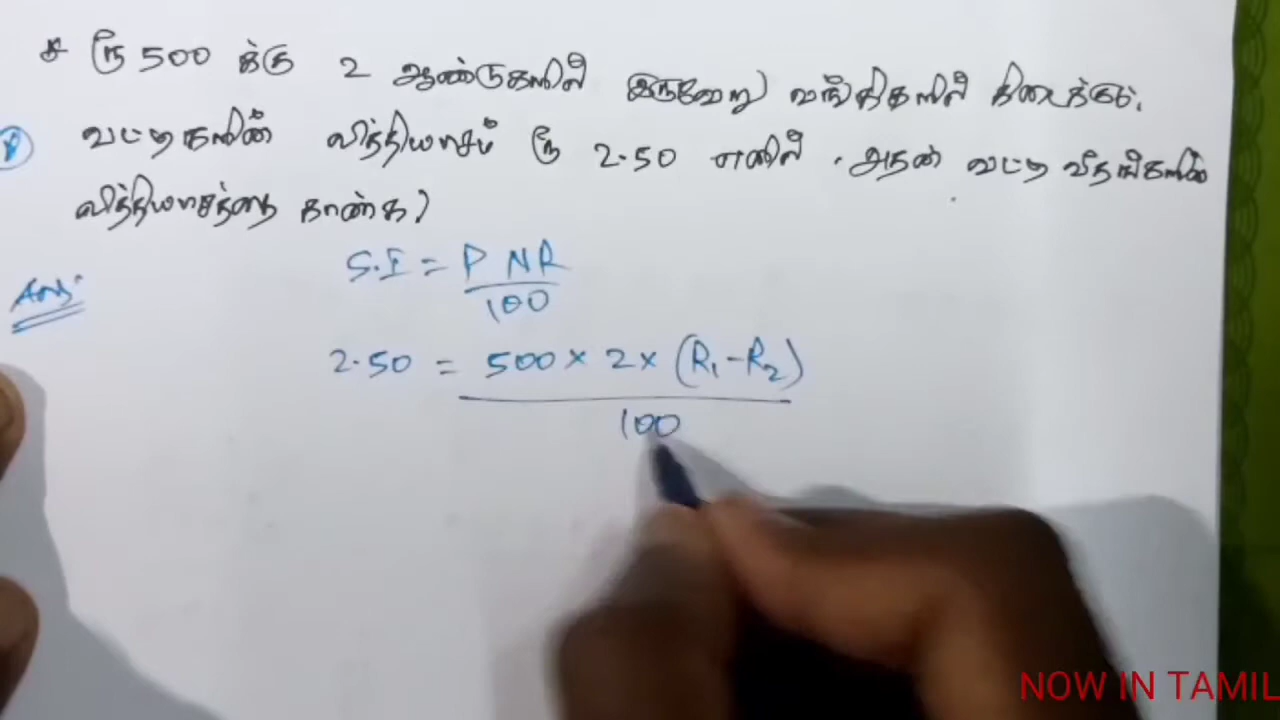 * ரூ 500 க்கு 2 ஆண்டுகளில் இருவேறு வங்கிகளில் கிடைக்கும்.
வட்டிகளின் வித்தியாசம் ரூ 2.50 எனில் . அதன் வட்டி வீதங்களின்
வித்தியாசத்தை காண்க?
Ans:
S.I = P N R
100
2.50 = 500 × 2 × (R₁ - R₂)
100
NOW IN TAMIL